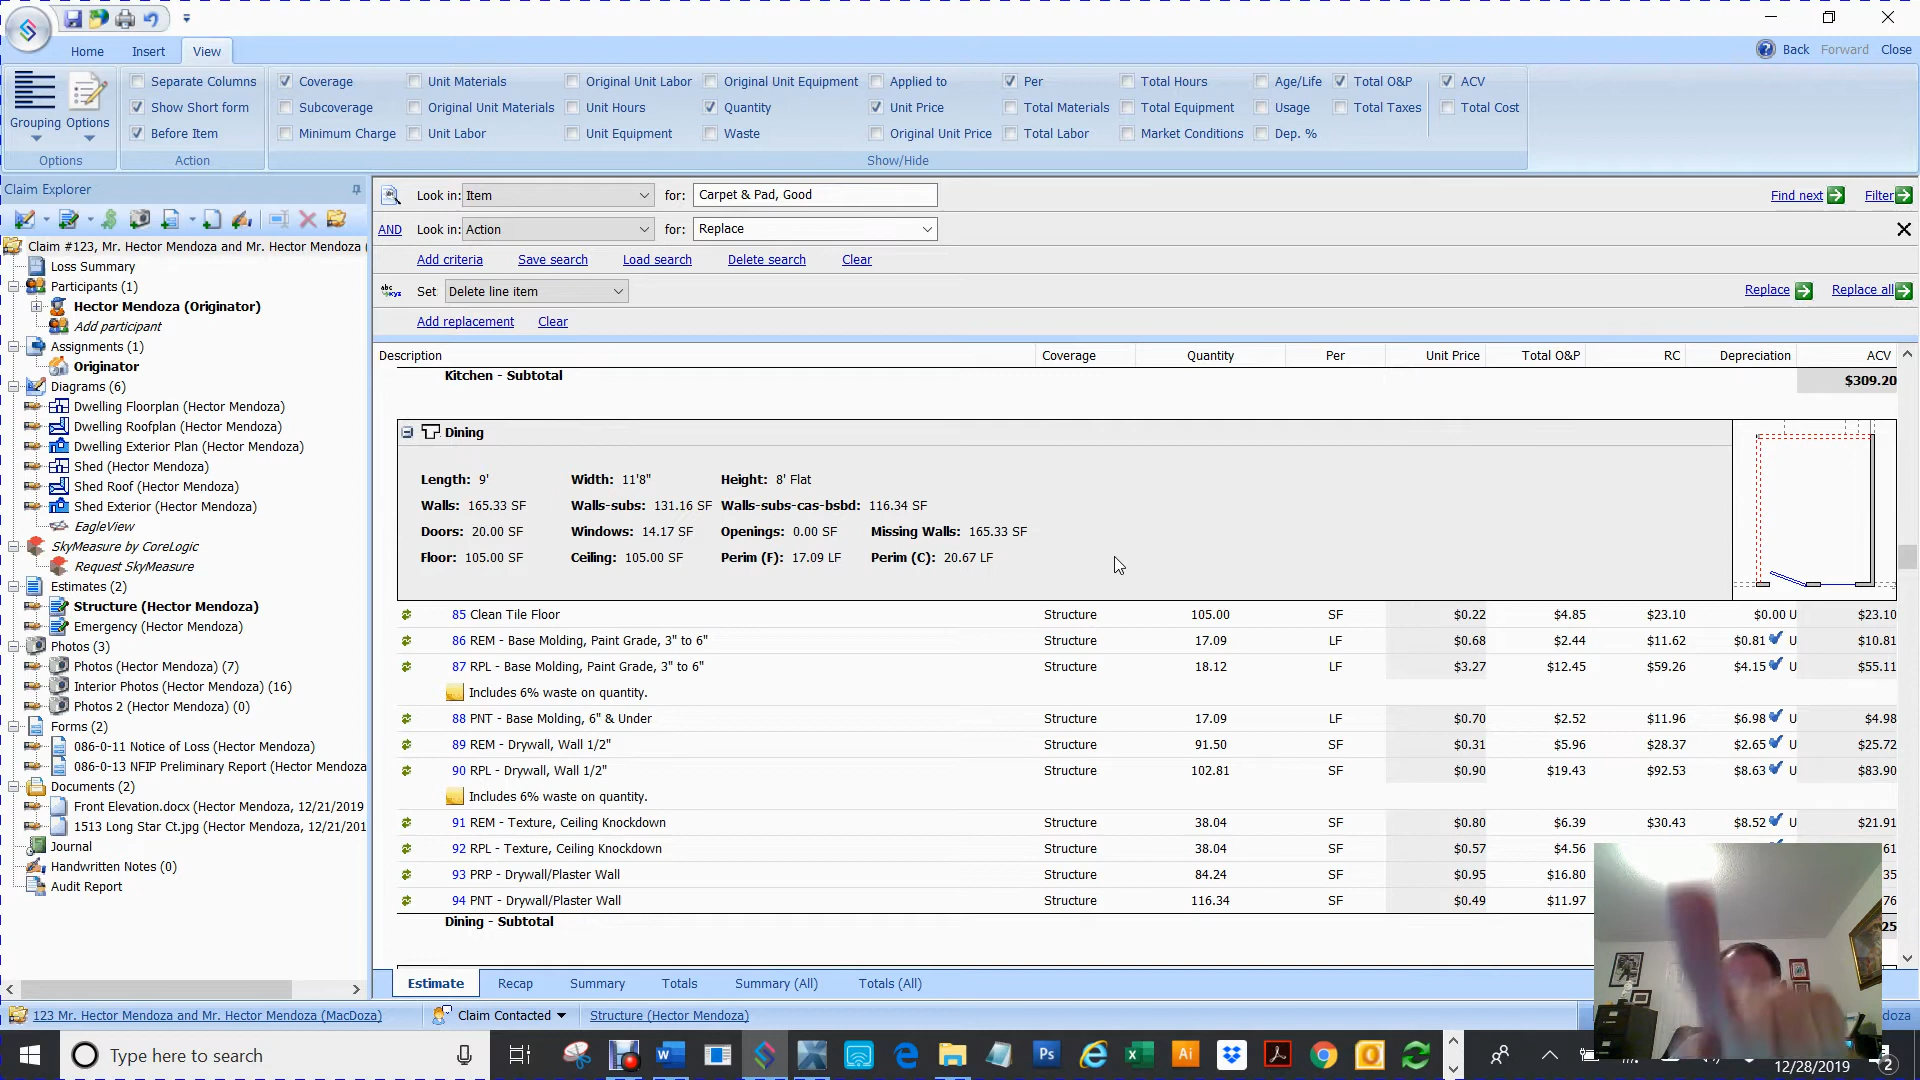 Home Insert View Back Forward Close
Separate Columns Coverage Unit Materials Original Unit Labor Original Unit Equipment Applied to Per Total Hours Age/Life Total O&P ACV
Grouping Options Show Short form Subcoverage Original Unit Materials Unit Hours Quantity Unit Price Total Materials Total Equipment Usage Total Taxes Total Cost
Before Item Minimum Charge Unit Labor Unit Equipment Waste Original Unit Price Total Labor Market Conditions Dep. %
Options Action Show/Hide
Claim Explorer
Look in: Item for: Carpet & Pad, Good Find next Filter
AND Look in: Action for: Replace
Add criteria Save search Load search Delete search Clear
Set Delete line item Replace Replace all
Add replacement Clear
Claim #123, Mr. Hector Mendoza and Mr. Hector Mendoza (
Loss Summary
Participants (1)
Hector Mendoza (Originator)
Add participant
Assignments (1)
Originator
Diagrams (6)
Dwelling Floorplan (Hector Mendoza)
Dwelling Roofplan (Hector Mendoza)
Dwelling Exterior Plan (Hector Mendoza)
Shed (Hector Mendoza)
Shed Roof (Hector Mendoza)
Shed Exterior (Hector Mendoza)
EagleView
SkyMeasure by CoreLogic
Request SkyMeasure
Estimates (2)
Structure (Hector Mendoza)
Emergency (Hector Mendoza)
Photos (3)
Photos (Hector Mendoza) (7)
Interior Photos (Hector Mendoza) (16)
Photos 2 (Hector Mendoza) (0)
Forms (2)
086-0-11 Notice of Loss (Hector Mendoza)
086-0-13 NFIP Preliminary Report (Hector Mendoza
Documents (2)
Front Elevation.docx (Hector Mendoza, 12/21/2019
1513 Long Star Ct.jpg (Hector Mendoza, 12/21/201
Journal
Handwritten Notes (0)
Audit Report
Description Coverage Quantity Per Unit Price Total O&P RC Depreciation ACV
Kitchen - Subtotal $309.20
Dining
Length: 9' Width: 11'8" Height: 8' Flat
Walls: 165.33 SF Walls-subs: 131.16 SF Walls-subs-cas-bsbd: 116.34 SF
Doors: 20.00 SF Windows: 14.17 SF Openings: 0.00 SF Missing Walls: 165.33 SF
Floor: 105.00 SF Ceiling: 105.00 SF Perim (F): 17.09 LF Perim (C): 20.67 LF
85 Clean Tile Floor Structure 105.00 SF $0.22 $4.85 $23.10 $0.00 U $23.10
86 REM - Base Molding, Paint Grade, 3" to 6" Structure 17.09 LF $0.68 $2.44 $11.62 $0.81 U $10.81
87 RPL - Base Molding, Paint Grade, 3" to 6" Structure 18.12 LF $3.27 $12.45 $59.26 $4.15 U $55.11
Includes 6% waste on quantity.
88 PNT - Base Molding, 6" & Under Structure 17.09 LF $0.70 $2.52 $11.96 $6.98 U $4.98
89 REM - Drywall, Wall 1/2" Structure 91.50 SF $0.31 $5.96 $28.37 $2.65 U $25.72
90 RPL - Drywall, Wall 1/2" Structure 102.81 SF $0.90 $19.43 $92.53 $8.63 U $83.90
Includes 6% waste on quantity.
91 REM - Texture, Ceiling Knockdown Structure 38.04 SF $0.80 $6.39 $30.43 $8.52 U $21.91
92 RPL - Texture, Ceiling Knockdown Structure 38.04 SF $0.57 $4.56 61
93 PRP - Drywall/Plaster Wall Structure 84.24 SF $0.95 $16.80 35
94 PNT - Drywall/Plaster Wall Structure 116.34 SF $0.49 $11.97 76
Dining - Subtotal 25
Estimate Recap Summary Totals Summary (All) Totals (All)
123 Mr. Hector Mendoza and Mr. Hector Mendoza (MacDoza) Claim Contacted Structure (Hector Mendoza) doza
Type here to search
12/28/2019 2